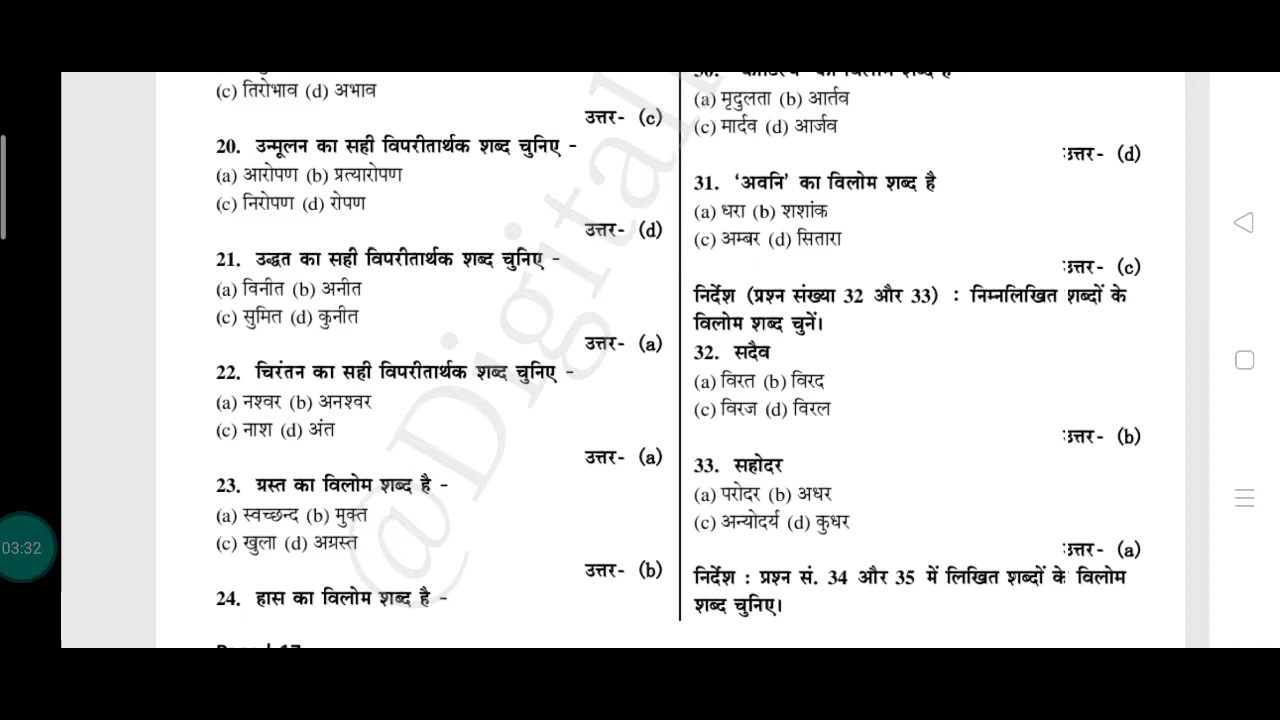 (c) तिरोभाव (d) अभाव
उत्तर- (c)
20. उन्मूलन का सही विपरीतार्थक शब्द चुनिए -
(a) आरोपण (b) प्रत्यारोपण
(c) निरोपण (d) रोपण
उत्तर- (d)
21. उद्धत का सही विपरीतार्थक शब्द चुनिए -
(a) विनीत (b) अनीत
(c) सुमित (d) कुनीत
उत्तर- (a)
22. चिरंतन का सही विपरीतार्थक शब्द चुनिए -
(a) नश्वर (b) अनश्वर
(c) नाश (d) अंत
उत्तर- (a)
23. ग्रस्त का विलोम शब्द है -
(a) स्वच्छन्द (b) मुक्त
(c) खुला (d) अग्रस्त
उत्तर- (b)
24. हास का विलोम शब्द है -
(a) मृदुलता (b) आर्तव
(c) मार्दव (d) आर्जव
उत्तर- (d)
31. ‘अवनि’ का विलोम शब्द है
(a) धरा (b) शशांक
(c) अम्बर (d) सितारा
उत्तर- (c)
निर्देश (प्रश्न संख्या 32 और 33) : निम्नलिखित शब्दों के
विलोम शब्द चुनें।
32. सदैव
(a) विरत (b) विरद
(c) विरज (d) विरल
उत्तर- (b)
33. सहोदर
(a) परोदर (b) अधर
(c) अन्योदर्य (d) कुधर
उत्तर- (a)
निर्देश : प्रश्न सं. 34 और 35 में लिखित शब्दों के विलोम
शब्द चुनिए।
@Digital
03:32